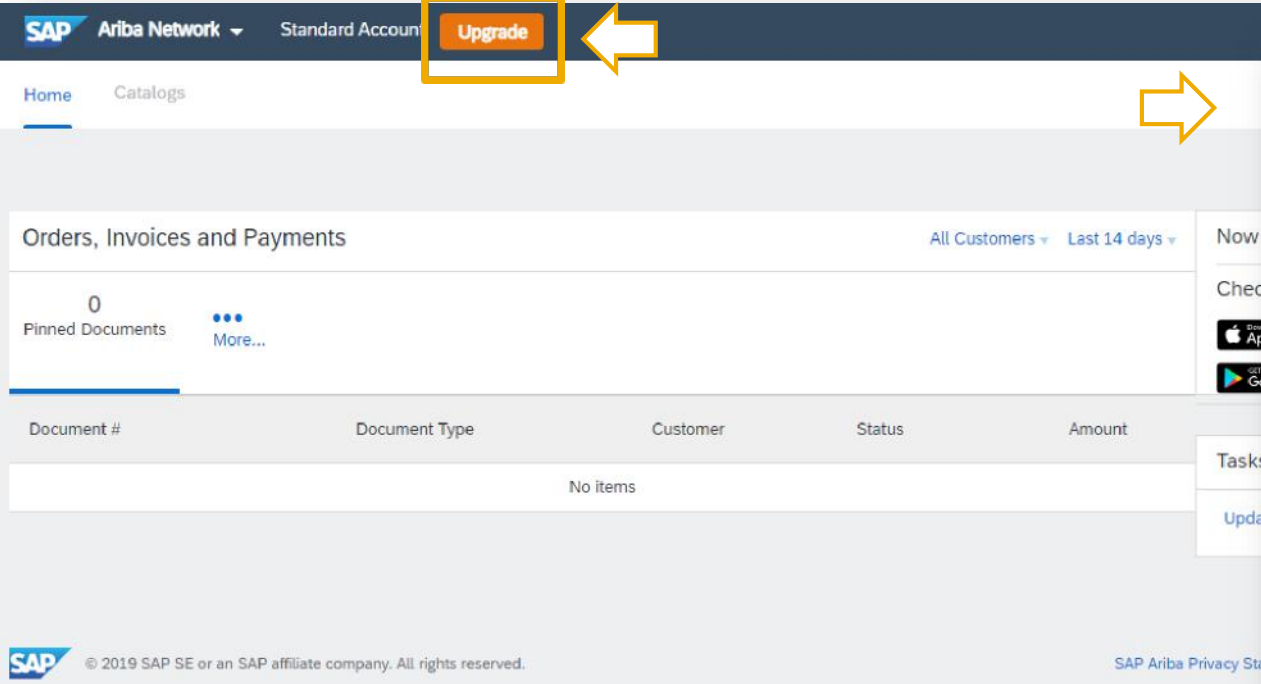 SAP Ariba Network Standard Account Upgrade
Home Catalogs
Orders, Invoices and Payments All Customers Last 14 days Now
0
Pinned Documents
More...
Document # Document Type Customer Status Amount
No items
SAP © 2019 SAP SE or an SAP affiliate company. All rights reserved. SAP Ariba Privacy